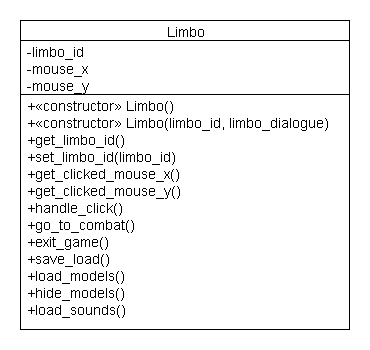 Limbo
-limbo_id
-mouse_x
-mouse_y
+«constructor» Limbo()
+«constructor» Limbo(limbo_id, limbo_dialogue)
+get_limbo_id()
+set_limbo_id(limbo_id)
+get_clicked_mouse_x()
+get_clicked_mouse_y()
+handle_click()
+go_to_combat()
+exit_game()
+save_load()
+load_models()
+hide_models()
+load_sounds()